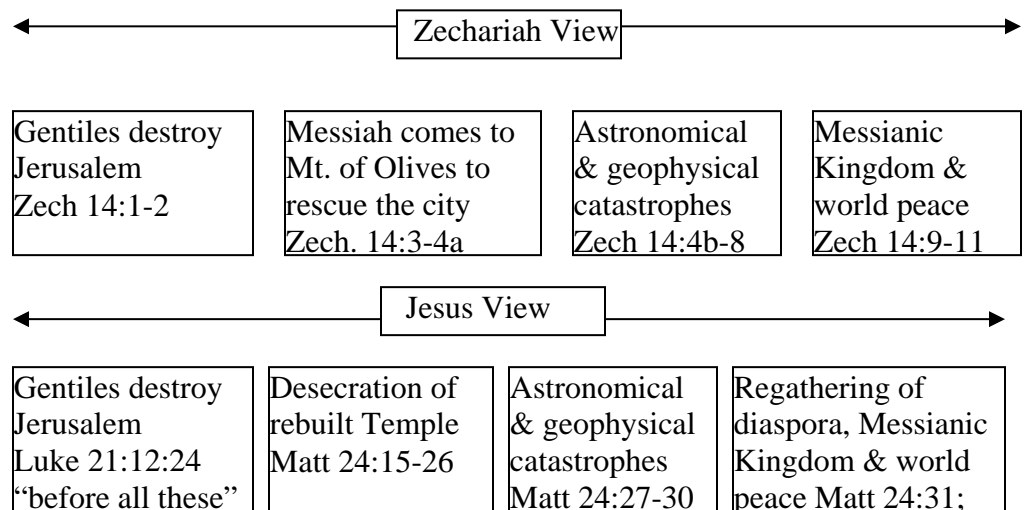 Zechariah View
Gentiles destroy
Jerusalem
Zech 14:1-2
Messiah comes to
Mt. of Olives to
rescue the city
Zech. 14:3-4a
Astronomical
& geophysical
catastrophes
Zech 14:4b-8
Messianic
Kingdom &
world peace
Zech 14:9-11
Jesus View
Gentiles destroy
Jerusalem
Luke 21:12:24
“before all these”
Desecration of
rebuilt Temple
Matt 24:15-26
Astronomical
& geophysical
catastrophes
Matt 24:27-30
Regathering of
diaspora, Messianic
Kingdom & world
peace Matt 24:31;